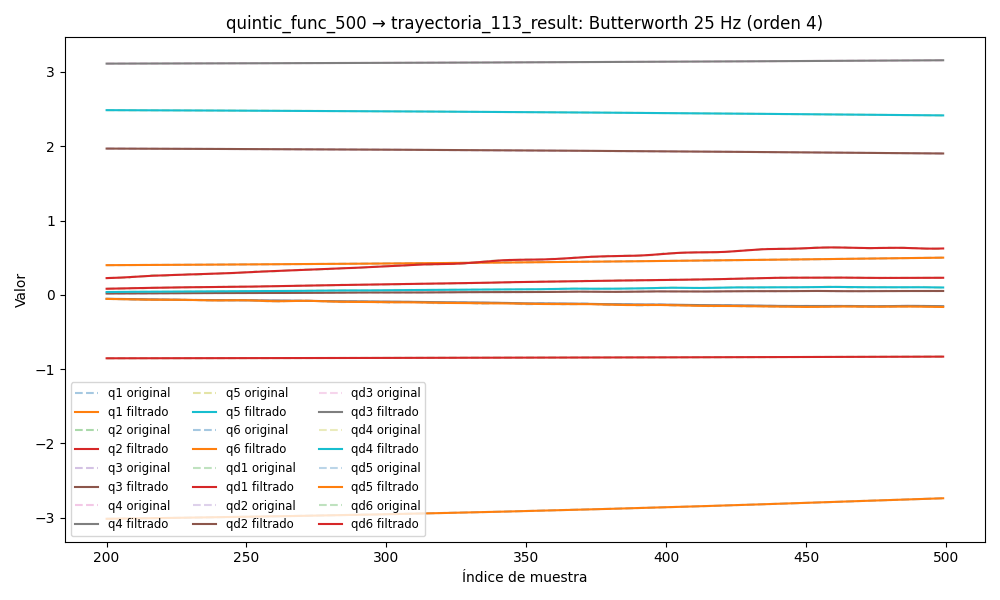 quintic_func_500 → trayectoria_113_result: Butterworth 25 Hz (orden 4)
Valor
3
2
1
0
−1
−2
−3
q1 original
q1 filtrado
q2 original
q2 filtrado
q3 original
q3 filtrado
q4 original
q4 filtrado
q5 original
q5 filtrado
q6 original
q6 filtrado
qd1 original
qd1 filtrado
qd2 original
qd2 filtrado
qd3 original
qd3 filtrado
qd4 original
qd4 filtrado
qd5 original
qd5 filtrado
qd6 original
qd6 filtrado
200 250 300 350 400 450 500
Índice de muestra